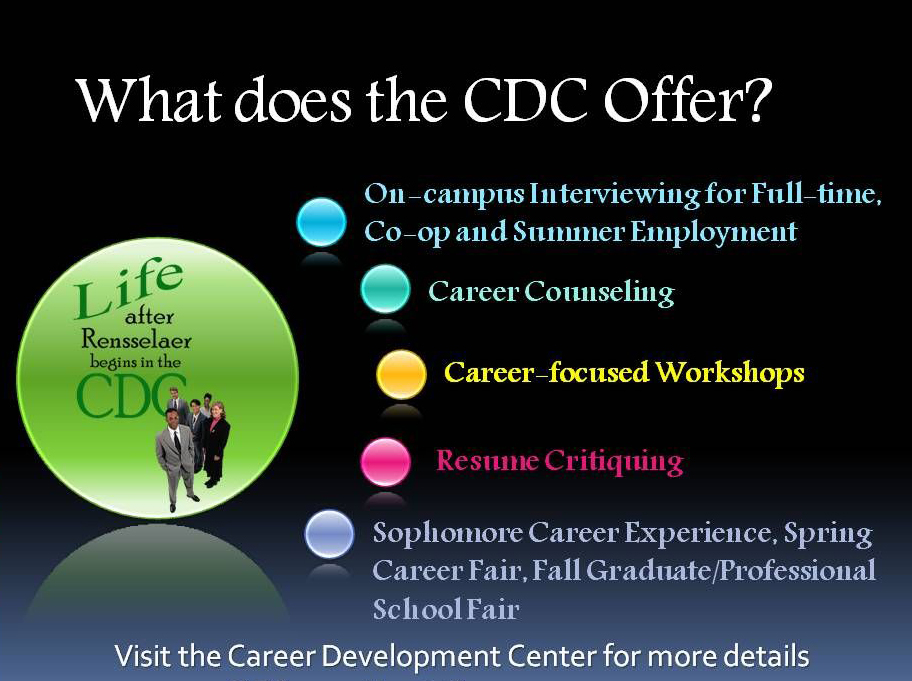 What does the CDC Offer?
On-campus Interviewing for Full-time,
Co-op and Summer Employment
Life
after
Rensselaer
begins in the
CDC
Career Counseling
Career-focused Workshops
Resume Critiquing
Sophomore Career Experience, Spring
Career Fair, Fall Graduate/Professional
School Fair
Visit the Career Development Center for more details